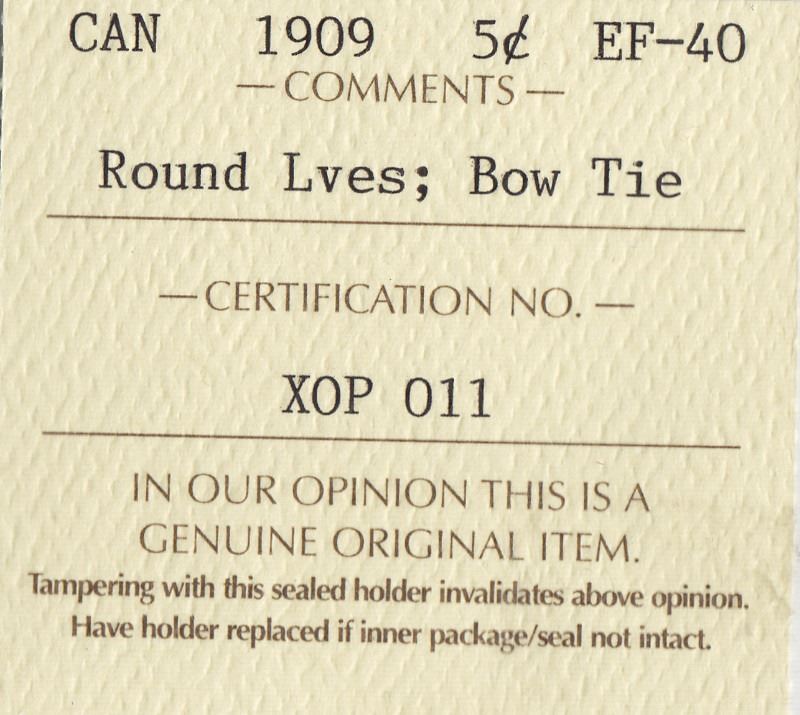 CAN 1909 5¢ EF-40
— COMMENTS —
Round Lves; Bow Tie
— CERTIFICATION NO. —
XOP 011
IN OUR OPINION THIS IS A
GENUINE ORIGINAL ITEM.
Tampering with this sealed holder invalidates above opinion.
Have holder replaced if inner package/seal not intact.